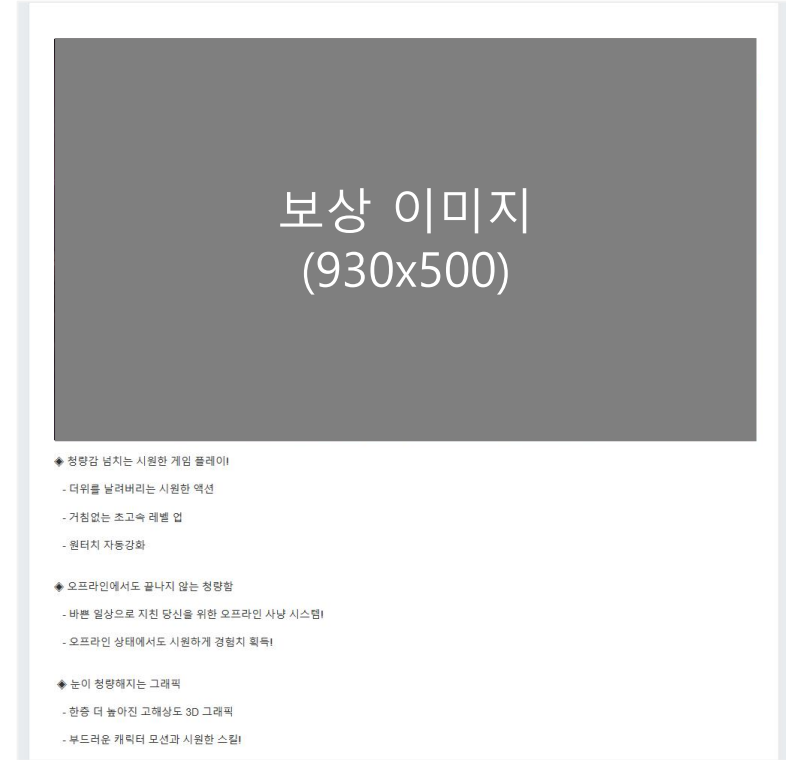 보상 이미지
(930x500)
◈ 청량감 넘치는 시원한 게임 플레이!
- 더위를 날려버리는 시원한 액션
- 거침없는 초고속 레벨 업
- 원터치 자동강화
◈ 오프라인에서도 끝나지 않는 청량함
- 바쁜 일상으로 지친 당신을 위한 오프라인 사냥 시스템!
- 오프라인 상태에서도 시원하게 경험치 획득!
◈ 눈이 청량해지는 그래픽
- 한층 더 높아진 고해상도 3D 그래픽
- 부드러운 캐릭터 모션과 시원한 스킬!